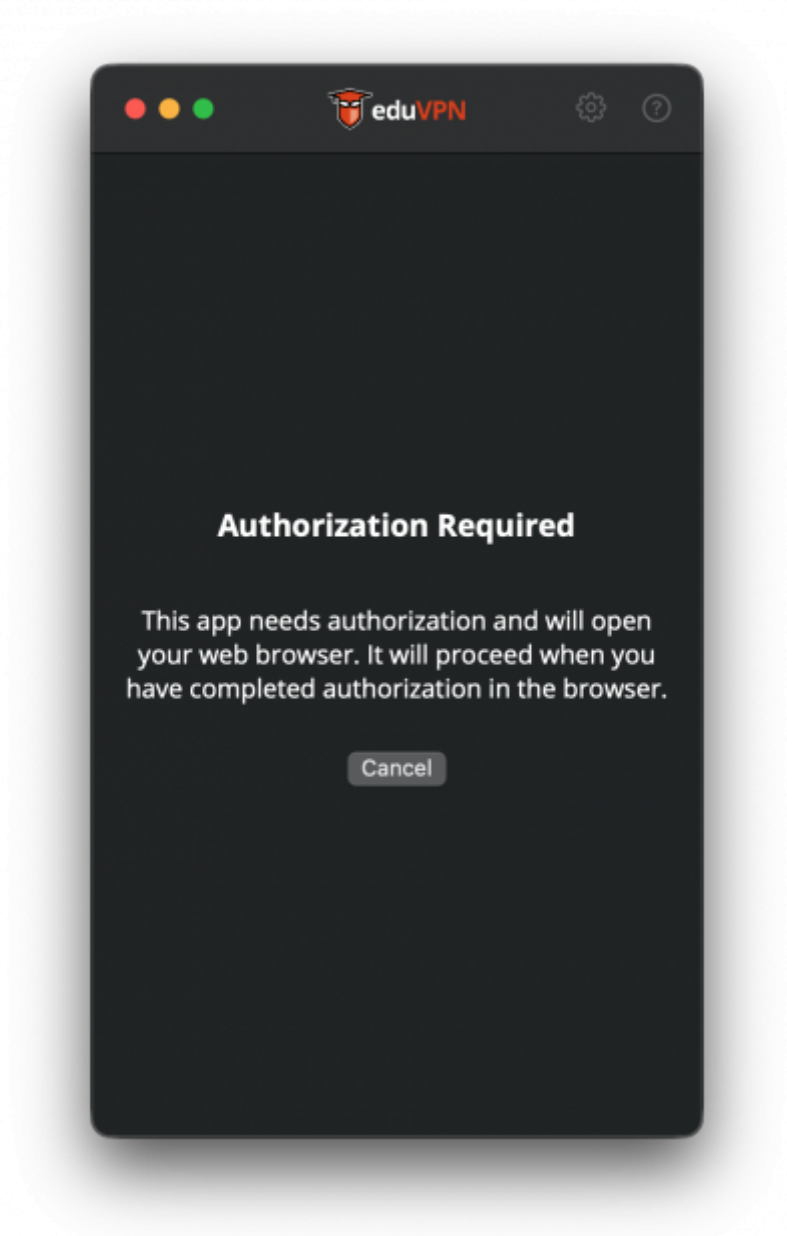 eduVPN
Authorization Required
This app needs authorization and will open
your web browser. It will proceed when you
have completed authorization in the browser.
Cancel